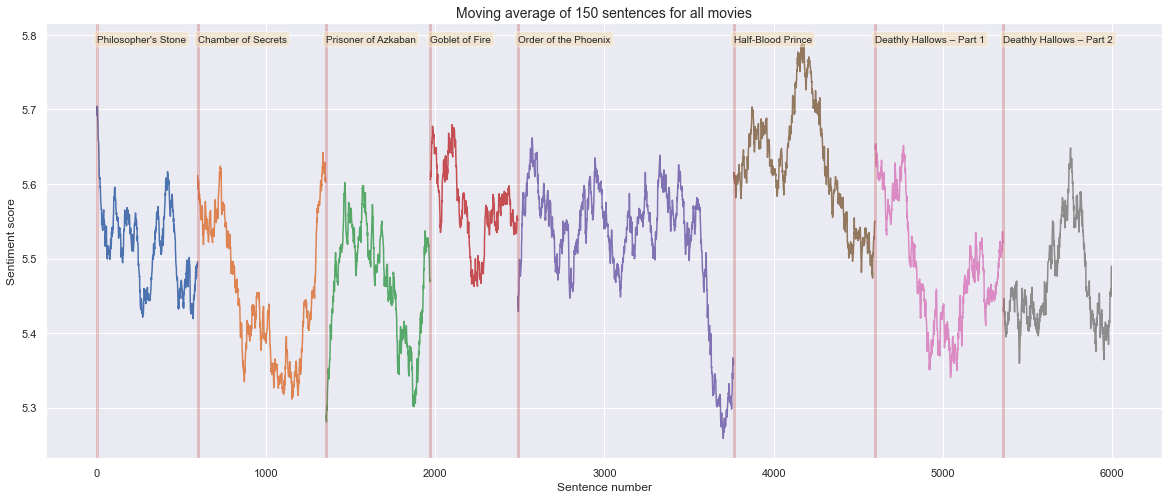 Moving average of 150 sentences for all movies
Philosopher's Stone
Chamber of Secrets
Prisoner of Azkaban
Goblet of Fire
Order of the Phoenix
Half-Blood Prince
Deathly Hallows – Part 1
Deathly Hallows – Part 2
5.8
5.7
5.6
5.5
5.4
5.3
Sentiment score
0
1000
2000
3000
4000
5000
6000
Sentence number